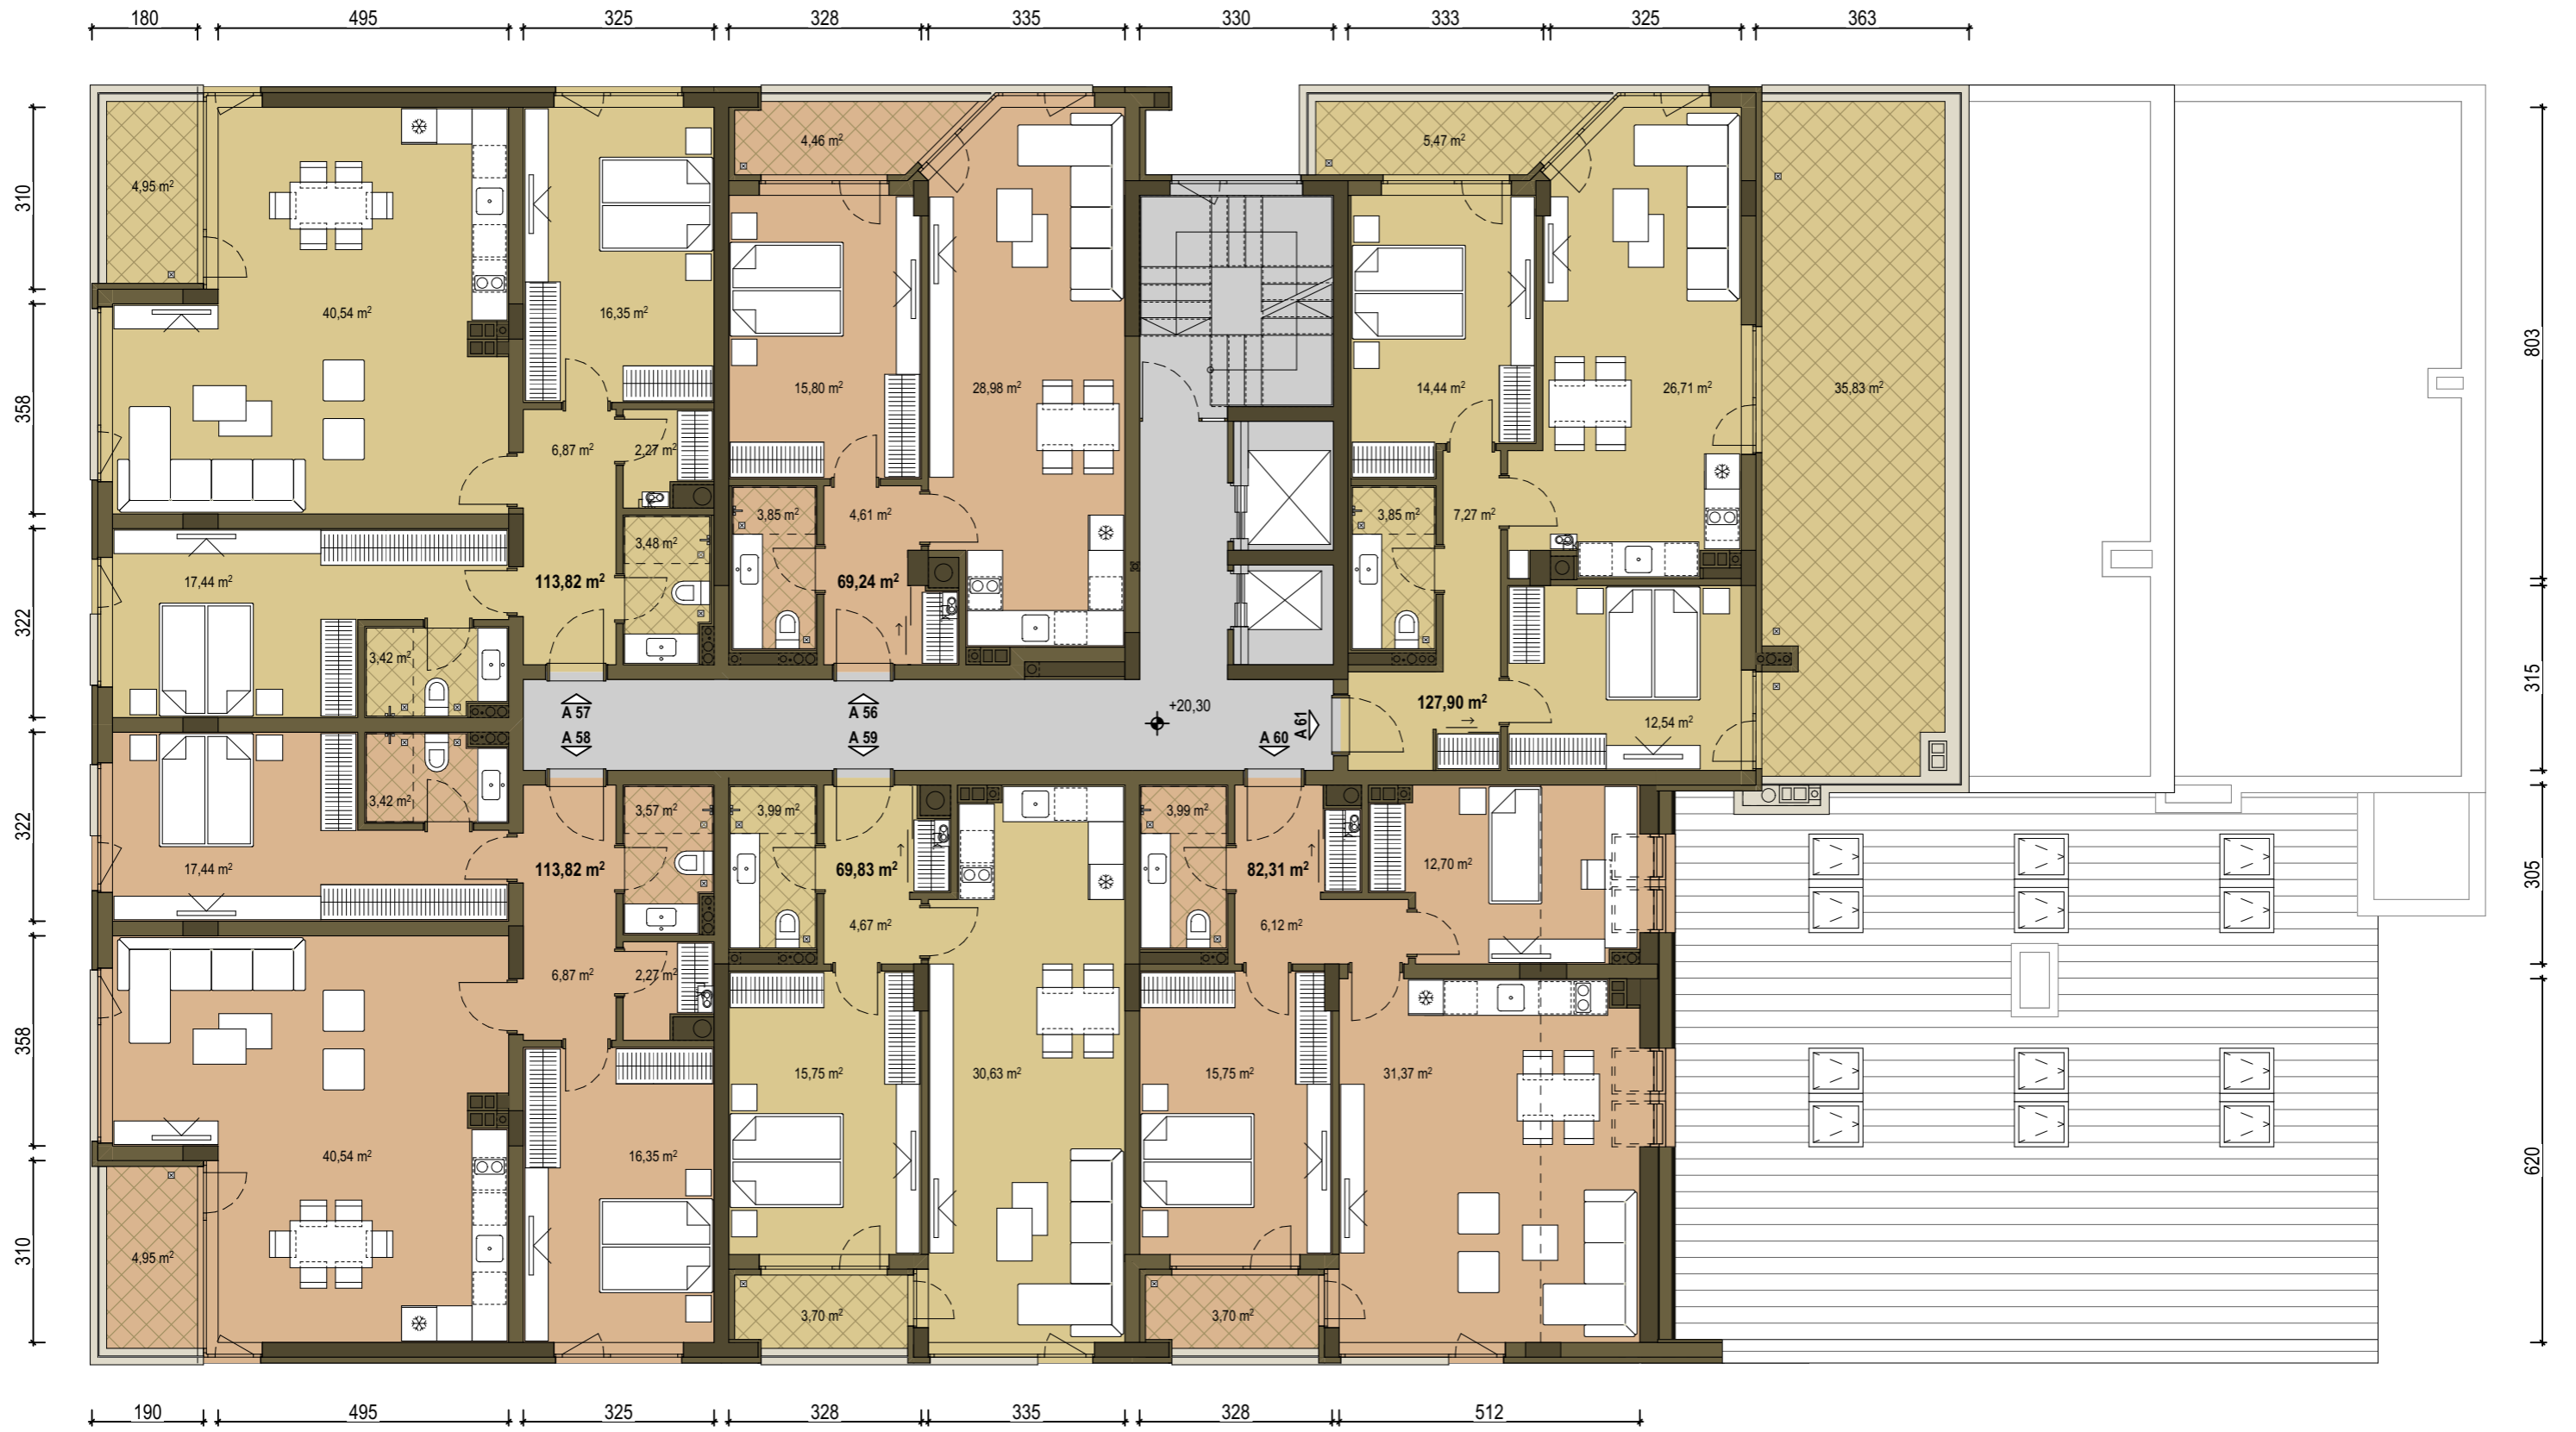 180 495 325 328 335 330 333 325 363
310
358
322
322
358
310
803
315
305
620
4,95 m²
40,54 m²
16,35 m²
6,87 m²
2,27 m²
3,48 m²
17,44 m²
3,42 m²
113,82 m²
4,46 m²
15,80 m²
28,98 m²
3,85 m²
4,61 m²
69,24 m²
5,47 m²
14,44 m²
26,71 m²
35,83 m²
3,85 m²
7,27 m²
127,90 m²
12,54 m²
A 57
A 58
A 56
A 59
+20,30
A 60
A 61
3,42 m²
17,44 m²
113,82 m²
3,57 m²
6,87 m²
2,27 m²
40,54 m²
16,35 m²
4,95 m²
3,99 m²
69,83 m²
4,67 m²
15,75 m²
30,63 m²
3,70 m²
3,99 m²
82,31 m²
12,70 m²
6,12 m²
15,75 m²
31,37 m²
3,70 m²
190 495 325 328 335 328 512